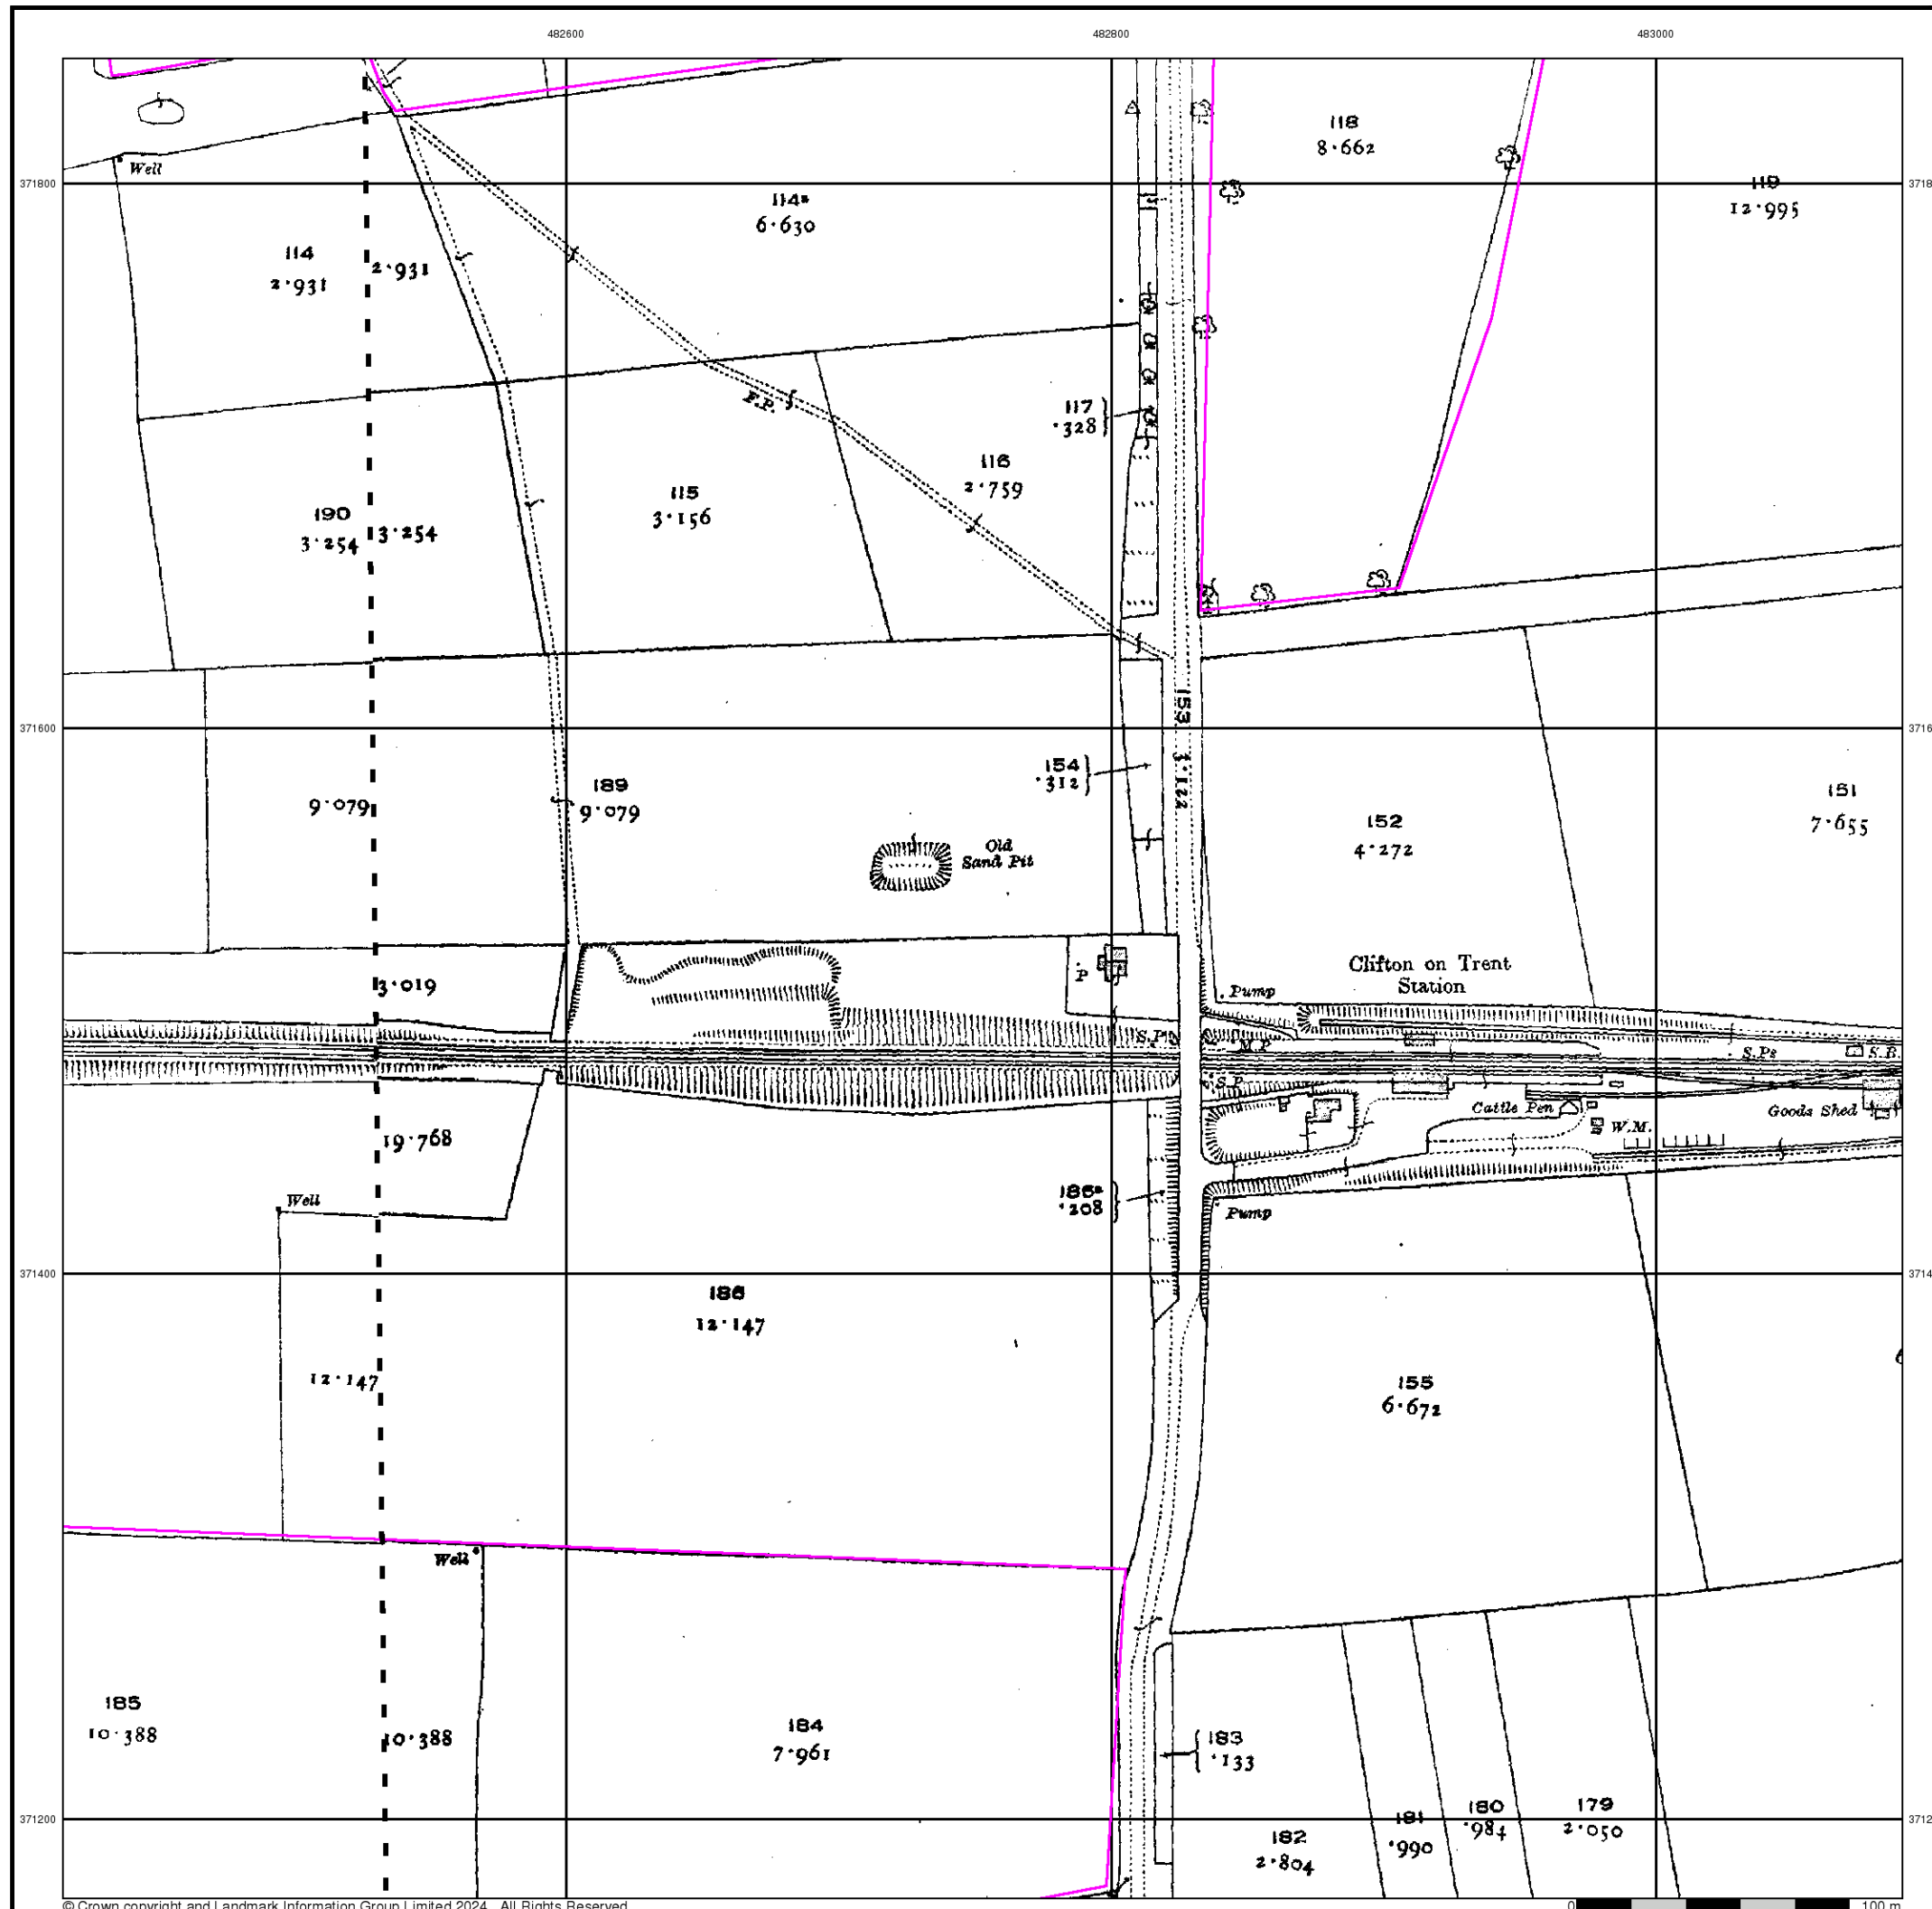 482600
482800
483000
371800
3718
371600
3716
371400
3714
371200
3712
Well
118
8·662
119
12·995
114a
6·630
114
2·931
2·931
F.P.
117
·328
116
2·759
115
3·156
190
3·254
3·254
153
3·122
154
·312
189
9·079
9·079
Old
Sand Pit
152
4·272
151
7·655
Clifton on Trent
Station
P
Pump
3·019
S.P.
M.P.
S.Ps
S.B.
S.P.
Cattle Pen
Goods Shed
W.M.
19·768
Well
186a
·208
Pump
186
12·147
12·147
155
6·672
6
Well
185
10·388
10·388
184
7·961
183
·133
182
2·804
181
·990
180
·984
179
2·050
© Crown copyright and Landmark Information Group Limited 2024. All Rights Reserved.
0
100 m